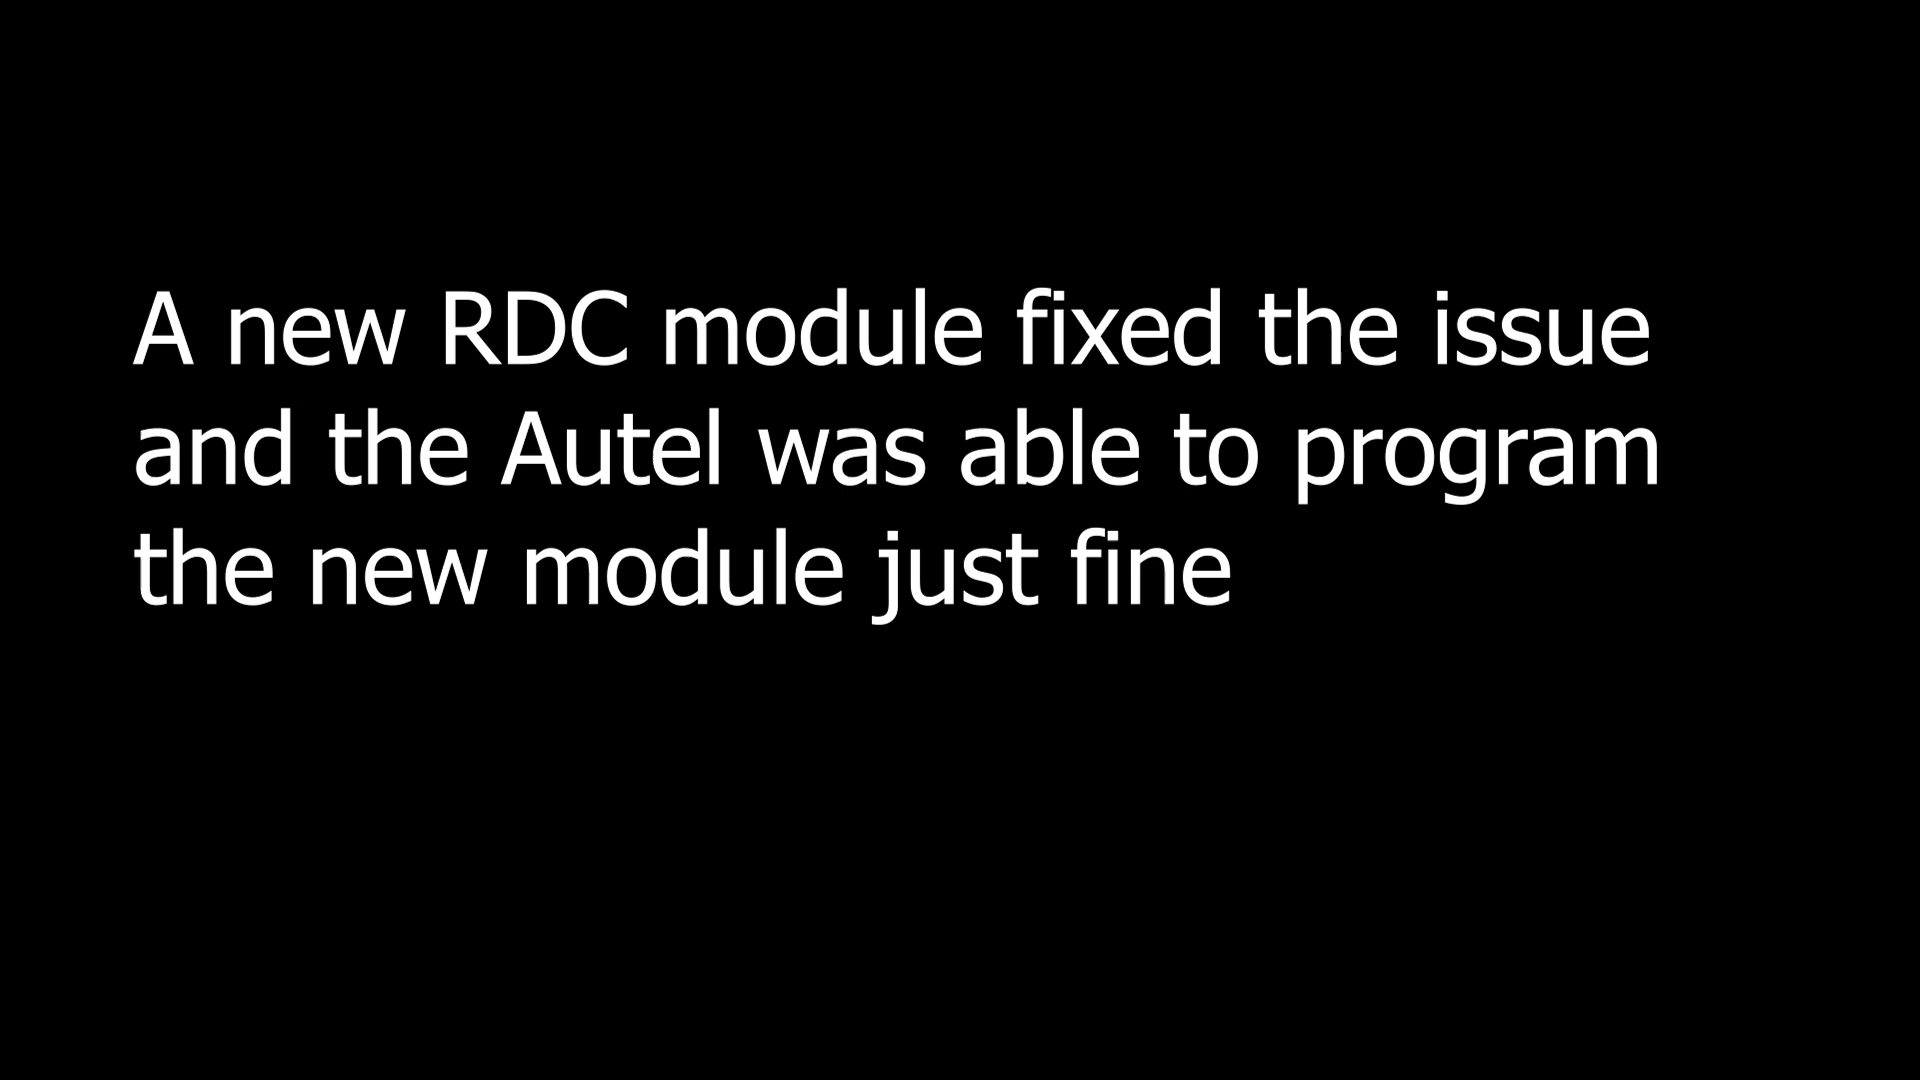 A new RDC module fixed the issue
and the Autel was able to program
the new module just fine